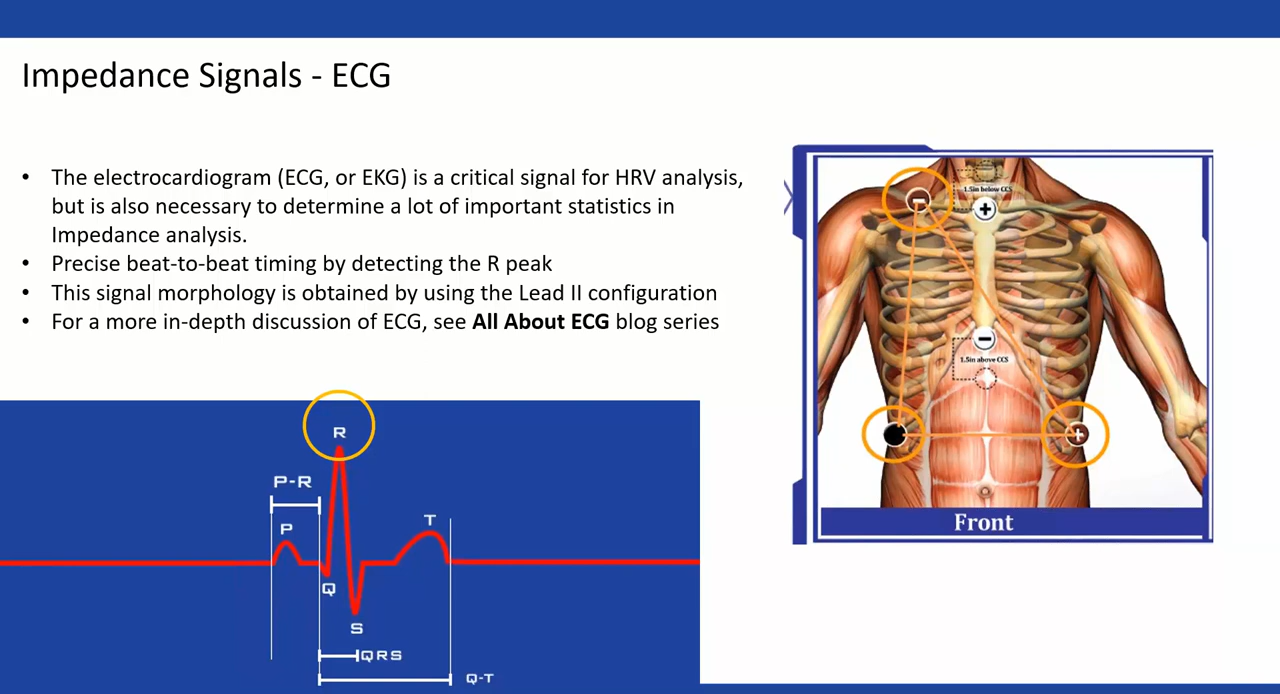 Impedance Signals - ECG
• The electrocardiogram (ECG, or EKG) is a critical signal for HRV analysis,
but is also necessary to determine a lot of important statistics in
Impedance analysis.
• Precise beat-to-beat timing by detecting the R peak
• This signal morphology is obtained by using the Lead II configuration
• For a more in-depth discussion of ECG, see All About ECG blog series
1.5in below CCS
1.5in above CCS
Front
R
P-R
P
T
Q
S
QRS
Q-T